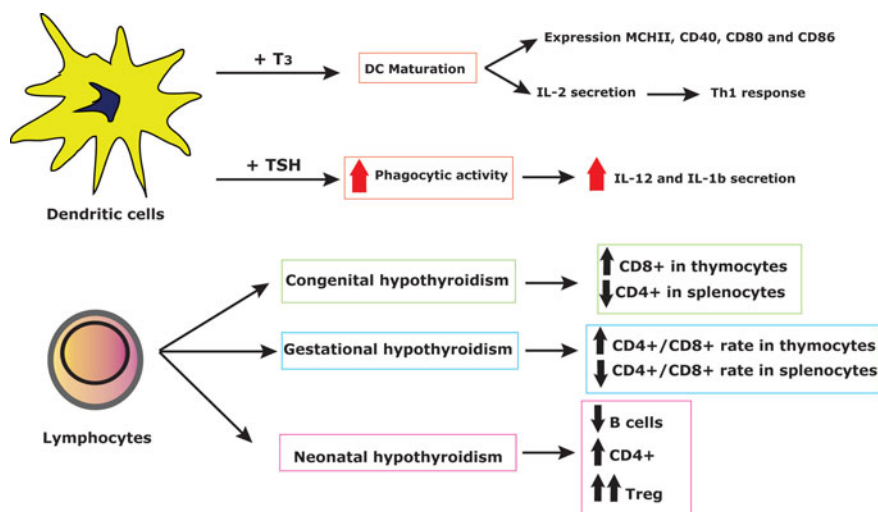 + T3
DC Maturation
Expression MCHII, CD40, CD80 and CD86
IL-2 secretion
Th1 response
+ TSH
Phagocytic activity
IL-12 and IL-1b secretion
Dendritic cells
Congenital hypothyroidism
CD8+ in thymocytes
CD4+ in splenocytes
Gestational hypothyroidism
CD4+/CD8+ rate in thymocytes
CD4+/CD8+ rate in splenocytes
Lymphocytes
Neonatal hypothyroidism
B cells
CD4+
Treg